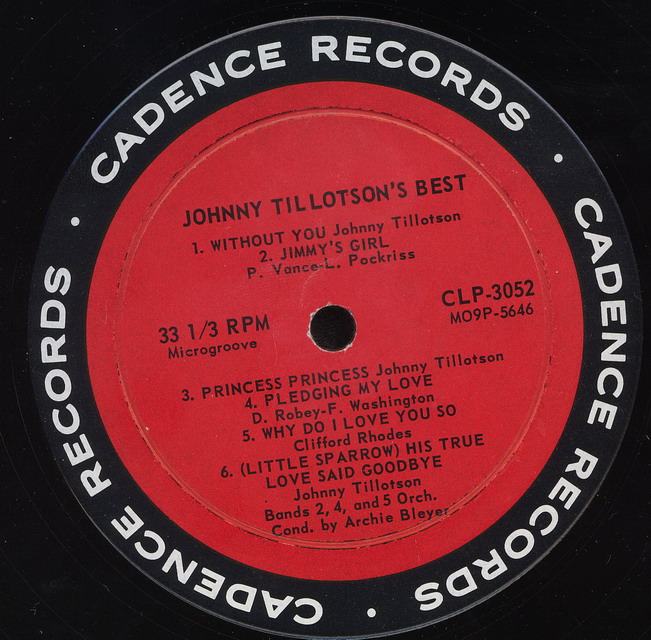 CADENCE RECORDS
CADENCE RECORDS
CADENCE RECORDS
JOHNNY TILLOTSON'S BEST
1. WITHOUT YOU Johnny Tillotson
2. JIMMY'S GIRL
P. Vance-L. Pockriss
33 1/3 RPM
Microgroove
CLP-3052
MO9P-5646
3. PRINCESS PRINCESS Johnny Tillotson
4. PLEDGING MY LOVE
D. Robey-F. Washington
5. WHY DO I LOVE YOU SO
Clifford Rhodes
6. (LITTLE SPARROW) HIS TRUE
LOVE SAID GOODBYE
Johnny Tillotson
Bands 2, 4, and 5 Orch.
Cond. by Archie Bleyer